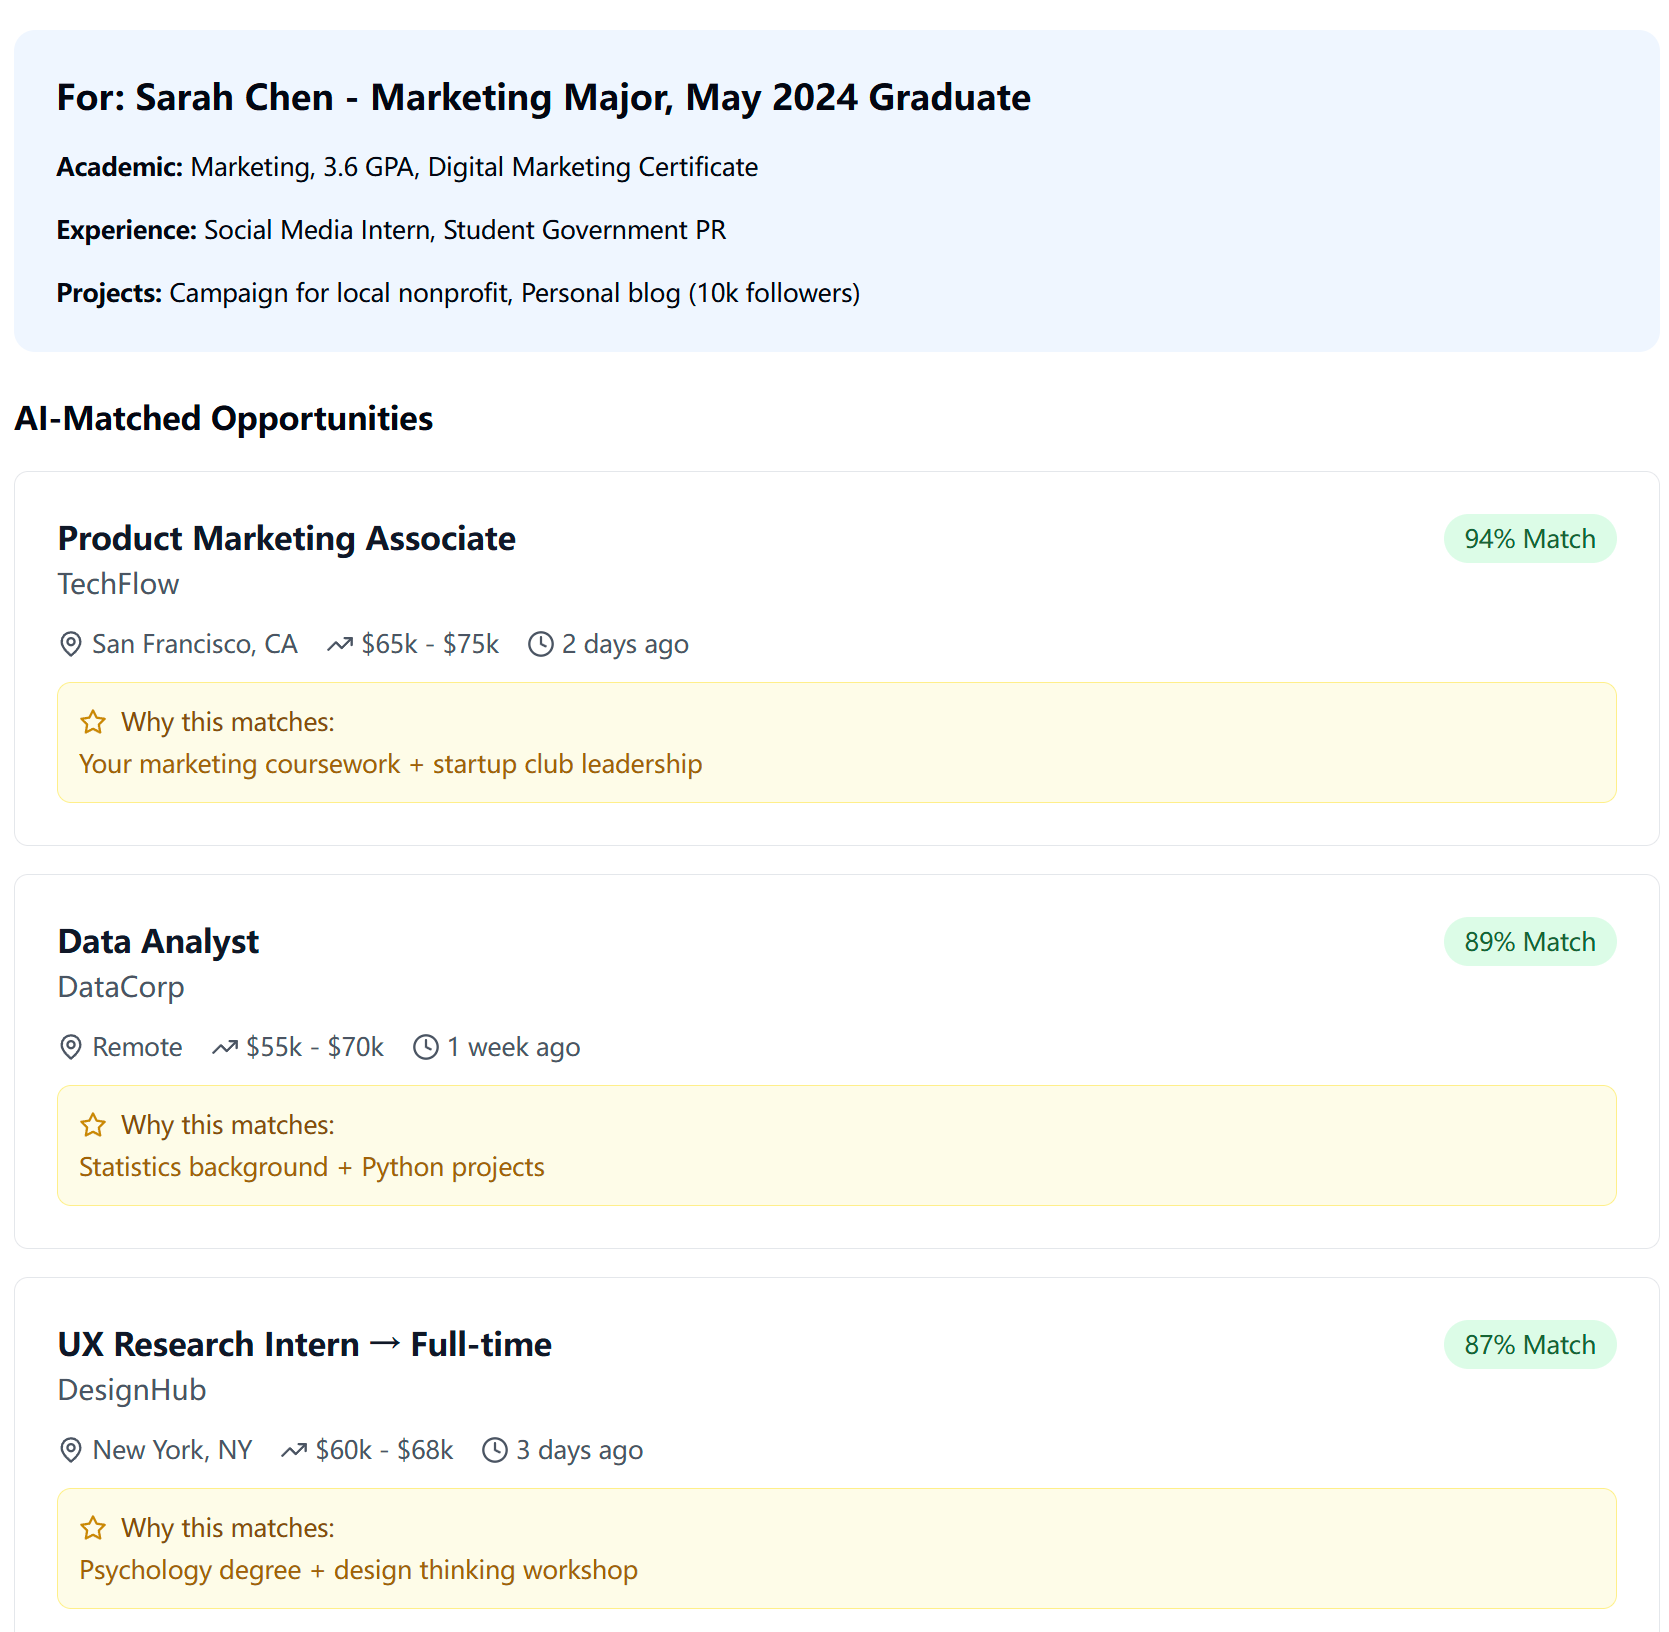 For: Sarah Chen - Marketing Major, May 2024 Graduate
Academic: Marketing, 3.6 GPA, Digital Marketing Certificate
Experience: Social Media Intern, Student Government PR
Projects: Campaign for local nonprofit, Personal blog (10k followers)
AI-Matched Opportunities
Product Marketing Associate
94% Match
TechFlow
San Francisco, CA $65k - $75k 2 days ago
Why this matches:
Your marketing coursework + startup club leadership
Data Analyst
89% Match
DataCorp
Remote $55k - $70k 1 week ago
Why this matches:
Statistics background + Python projects
UX Research Intern → Full-time
87% Match
DesignHub
New York, NY $60k - $68k 3 days ago
Why this matches:
Psychology degree + design thinking workshop